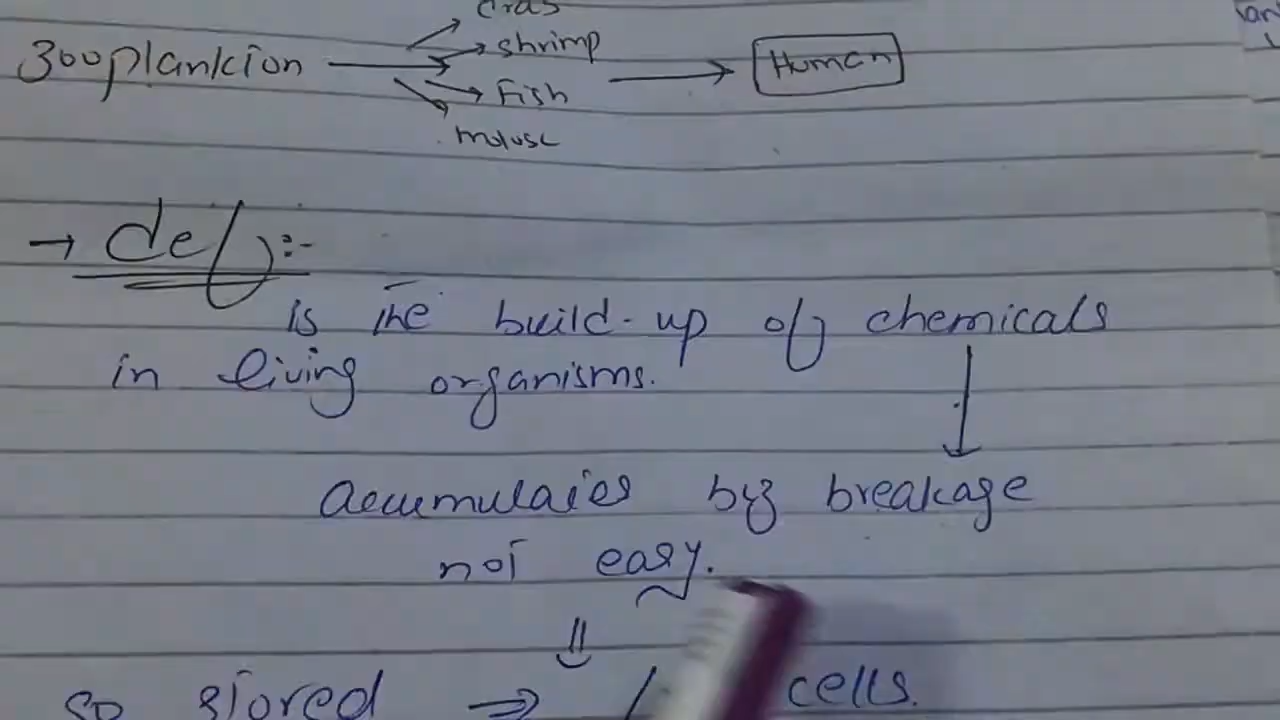 zooplankton → shrimp → Human
Fish
molusc
→ def:-
is the build-up of chemicals
in living organisms.
accumulates by breakage
not easy.
so stored ⇒ cells.